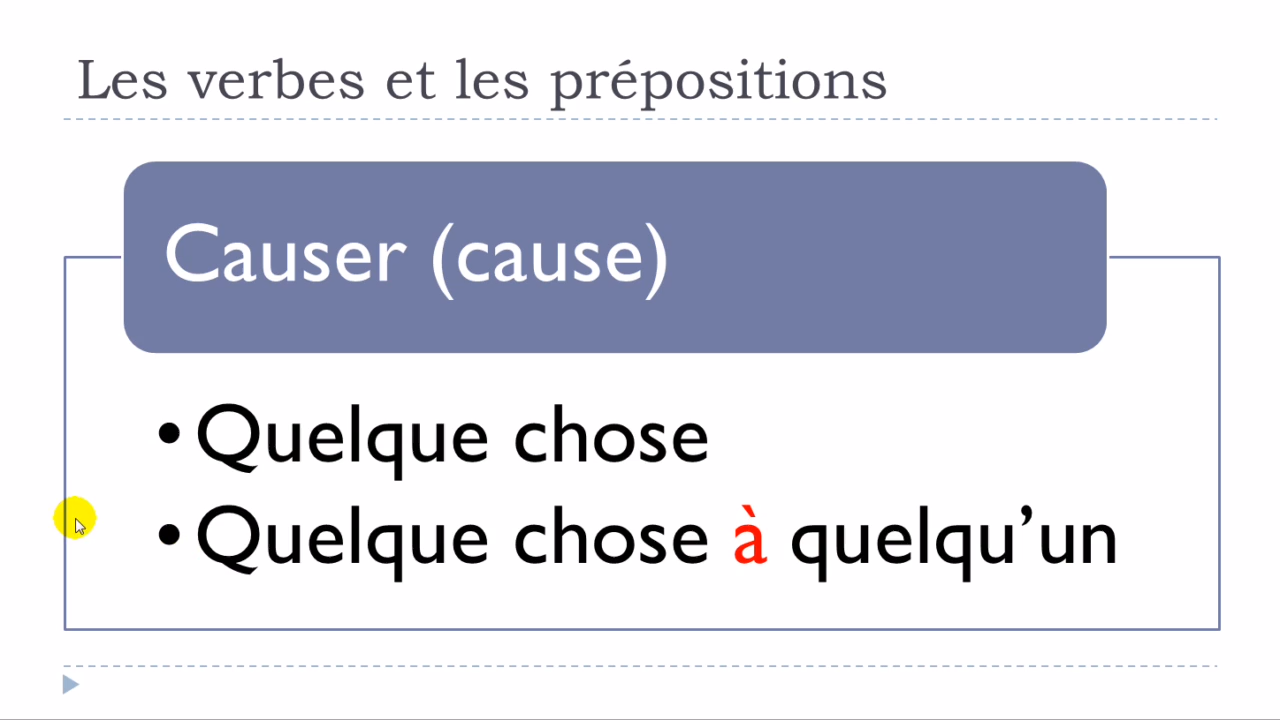 Les verbes et les prépositions
Causer (cause)
• Quelque chose
• Quelque chose à quelqu’un